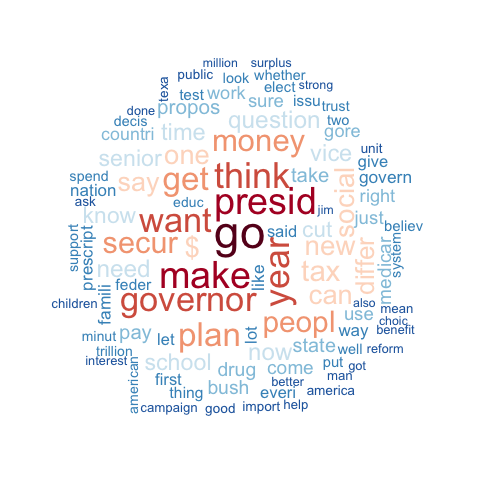 million surplus
public look whether
texa test work elect strong
done propos sure issu trust
decis time question two
countri money gore
senior one vice unit
spend say get think take give
nation govern
ask know want presid social right
educ jim just believ
support prescript secur $ go said cut new differ medicar system
need make year like tax
children famili feder governor can also mean
minut pay let plan lot peopl use choic
trillion now state way benefit
interest school drug come well reform
american first bush put got
thing everi better man
campaign good import help america